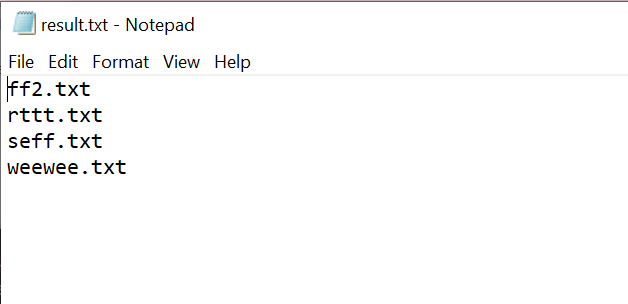 result.txt - Notepad
File Edit Format View Help
ff2.txt
rttt.txt
seff.txt
weewee.txt